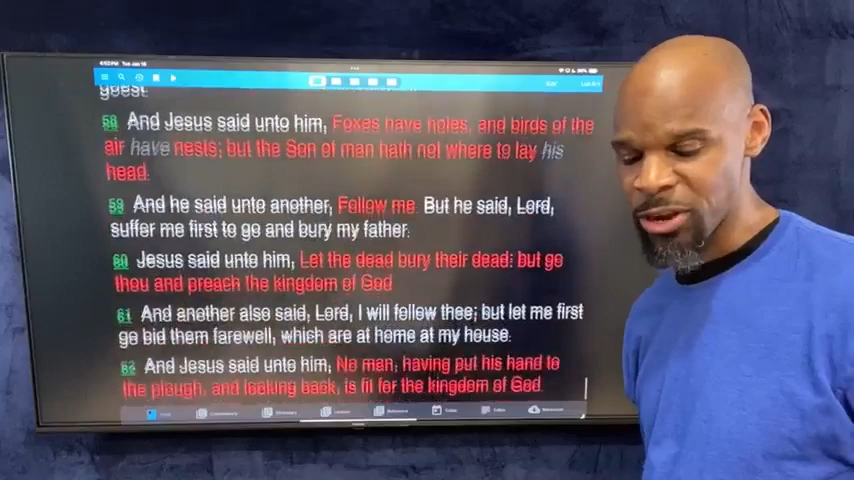 4:52 PM Tue Jan 16
guest.
58 And Jesus said unto him, Foxes have holes, and birds of the
air have nests; but the Son of man hath not where to lay his
head.
59 And he said unto another, Follow me. But he said, Lord,
suffer me first to go and bury my father.
60 Jesus said unto him, Let the dead bury their dead: but go
thou and preach the kingdom of God.
61 And another also said, Lord, I will follow thee; but let me first
go bid them farewell, which are at home at my house.
62 And Jesus said unto him, No man, having put his hand to
the plough, and looking back, is fit for the kingdom of God.